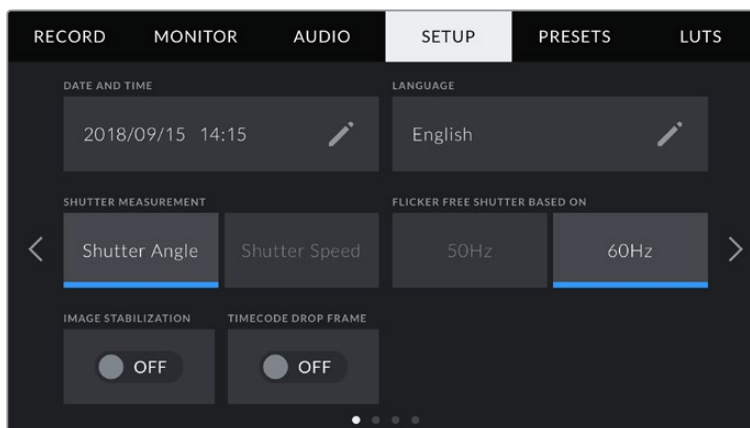 RECORD MONITOR AUDIO SETUP PRESETS LUTS
DATE AND TIME LANGUAGE
2018/09/15 14:15 English
SHUTTER MEASUREMENT FLICKER FREE SHUTTER BASED ON
Shutter Angle Shutter Speed 50Hz 60Hz
IMAGE STABILIZATION TIMECODE DROP FRAME
OFF OFF